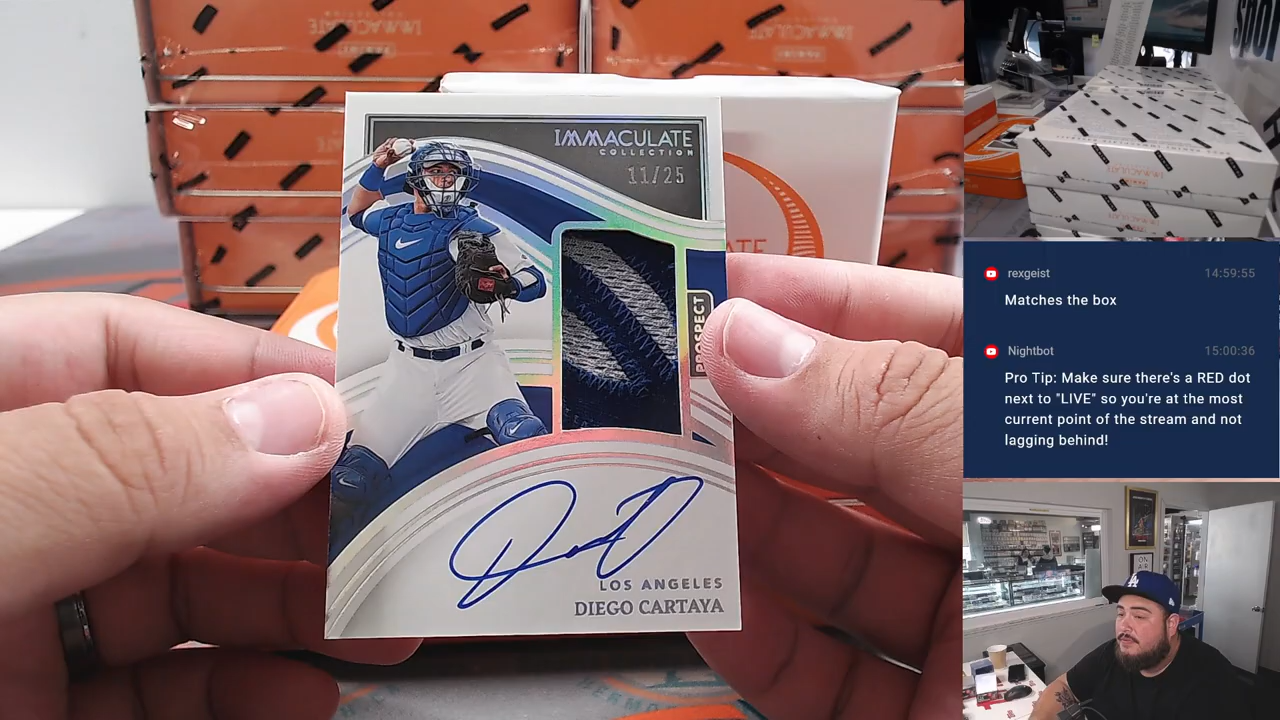 IMMACULATE
COLLECTION
11/25
PROSPECT
LOS ANGELES
DIEGO CARTAYA
rexgeist 14:59:55
Matches the box
Nightbot 15:00:36
Pro Tip: Make sure there's a RED dot
next to "LIVE" so you're at the most
current point of the stream and not
lagging behind!
ON
AIR